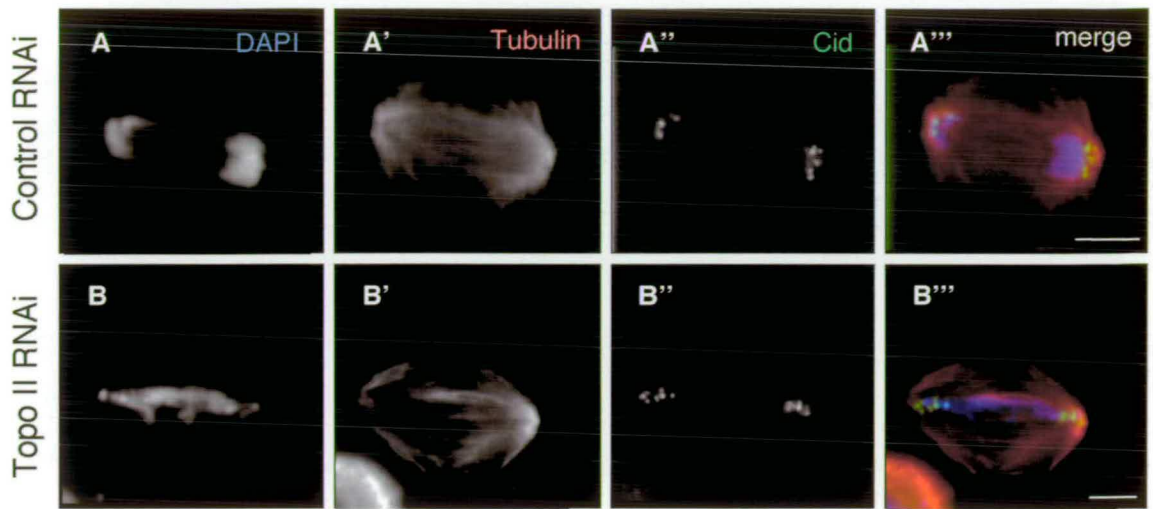 Control RNAi
A DAPI
A' Tubulin
A'' Cid
A''' merge
Topo II RNAi
B
B'
B''
B'''